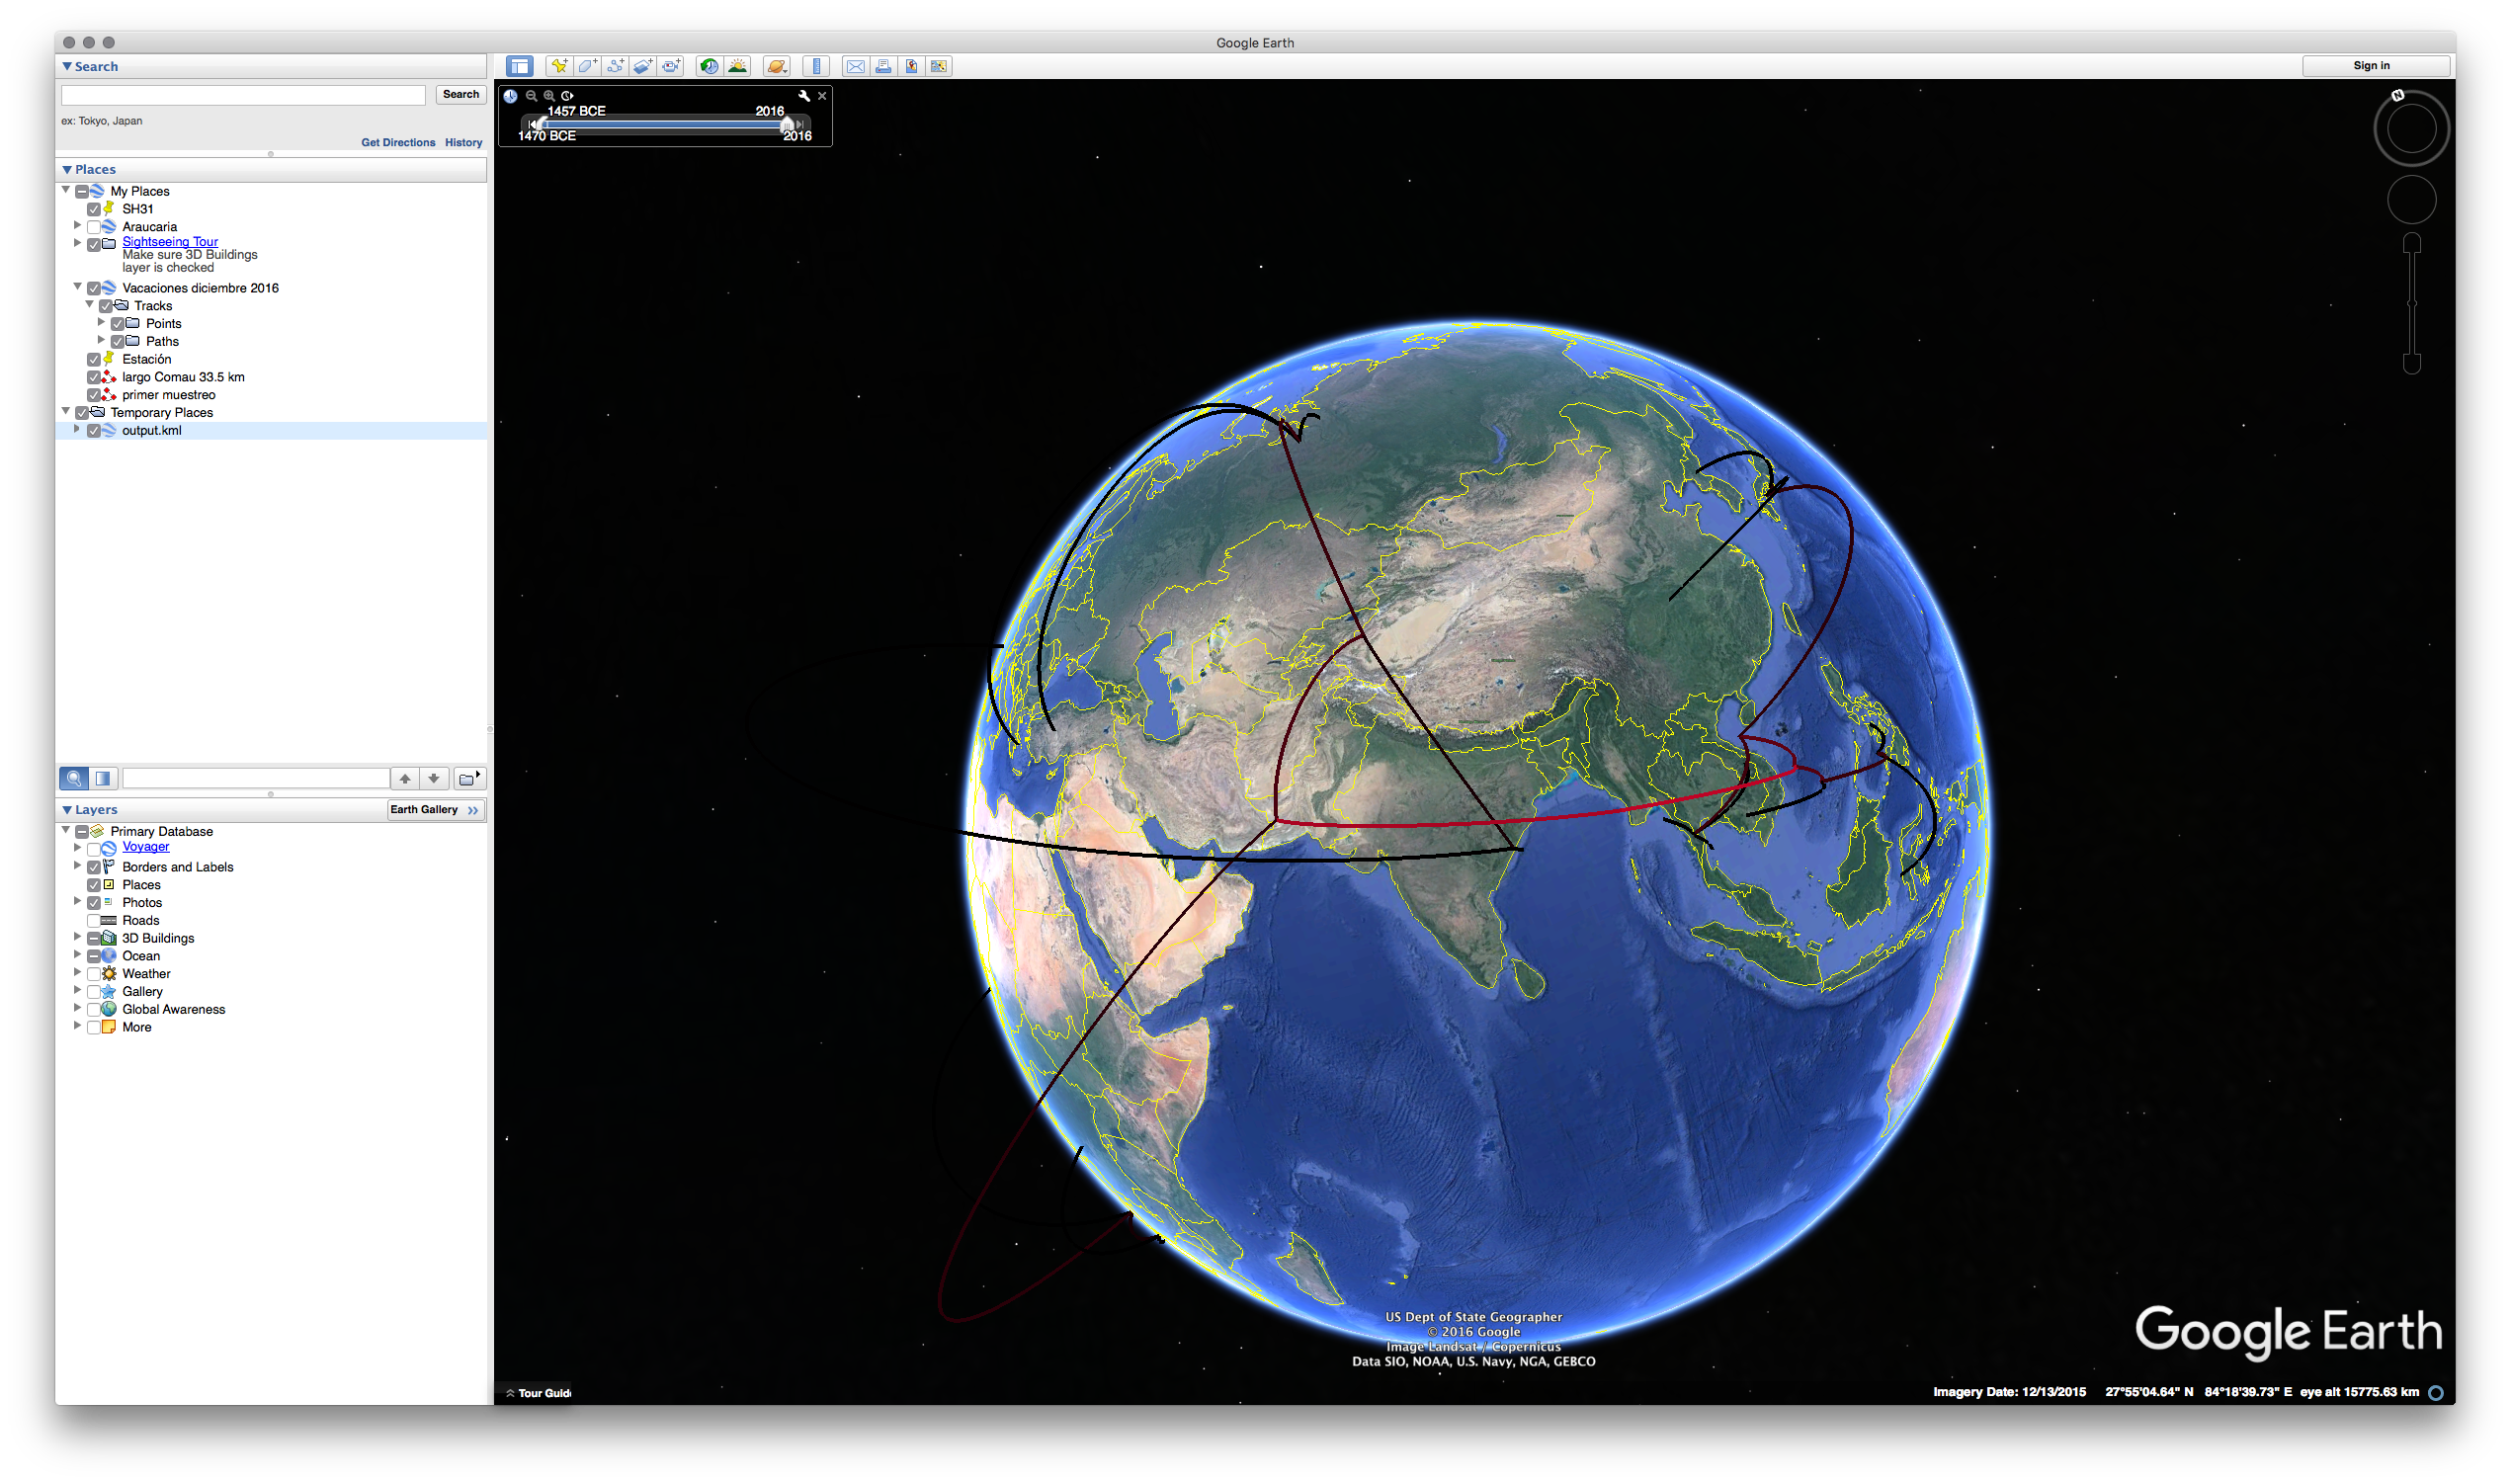 Google Earth
Search
Search
ex: Tokyo, Japan
Get Directions History
Places
My Places
SH31
Araucaria
Sightseeing Tour
Make sure 3D Buildings
layer is checked
Vacaciones diciembre 2016
Tracks
Points
Paths
Estación
largo Comau 33.5 km
primer muestreo
Temporary Places
output.kml
Layers
Earth Gallery
Primary Database
Voyager
Borders and Labels
Places
Photos
Roads
3D Buildings
Ocean
Weather
Gallery
Global Awareness
More
Sign in
1457 BCE 2016
1470 BCE 2016
N
US Dept of State Geographer
© 2016 Google
Image Landsat / Copernicus
Data SIO, NOAA, U.S. Navy, NGA, GEBCO
Google Earth
Tour Guide
Imagery Date: 12/13/2015 27°55'04.64" N 84°18'39.73" E eye alt 15775.63 km